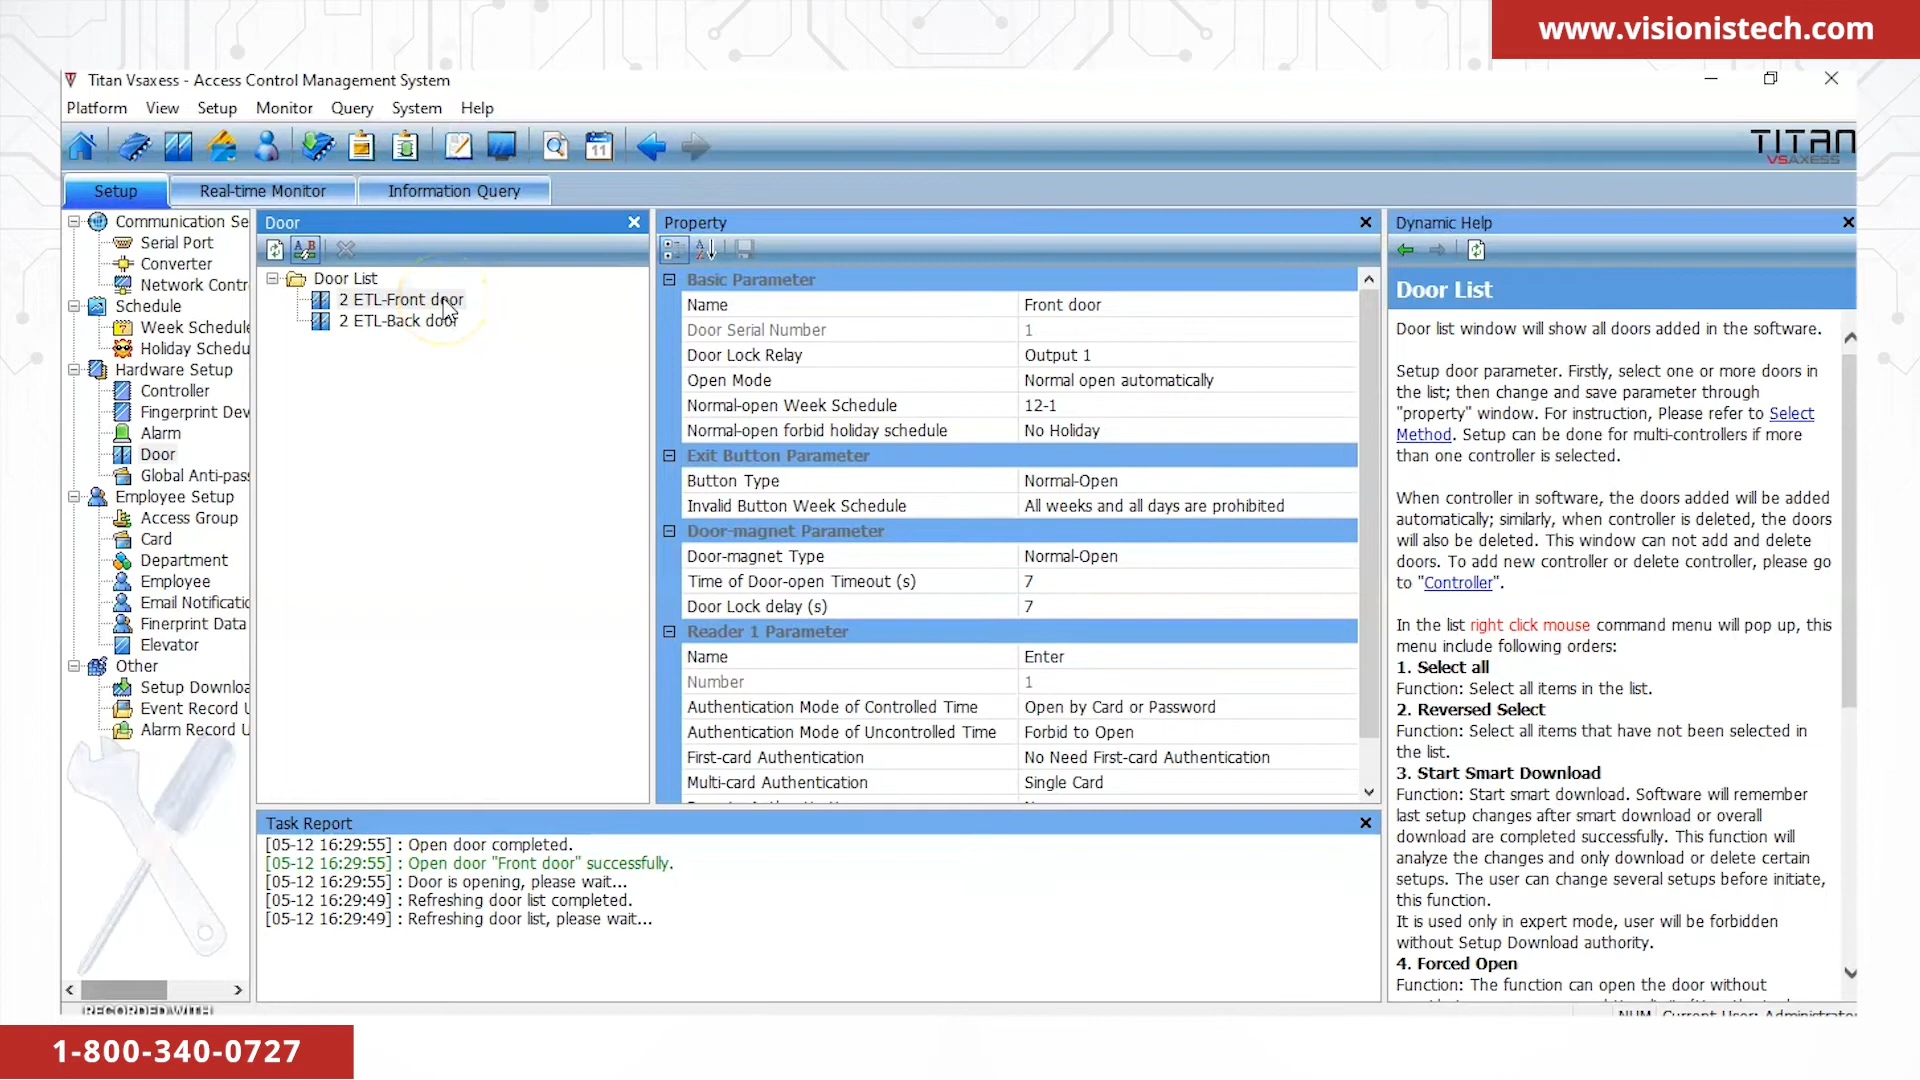 www.visionistech.com
Titan Vsaxess - Access Control Management System
Platform View Setup Monitor Query System Help
11
TITAN
VSAXESS
Setup Real-time Monitor Information Query
Communication Se
Serial Port
Converter
Network Contr
Schedule
Week Schedule
Holiday Schedu
Hardware Setup
Controller
Fingerprint Dev
Alarm
Door
Global Anti-pass
Employee Setup
Access Group
Card
Department
Employee
Email Notificatio
Finerprint Data
Elevator
Other
Setup Downloa
Event Record U
Alarm Record U
Door
Door List
2 ETL-Front door
2 ETL-Back door
Property
Basic Parameter
Name Front door
Door Serial Number 1
Door Lock Relay Output 1
Open Mode Normal open automatically
Normal-open Week Schedule 12-1
Normal-open forbid holiday schedule No Holiday
Exit Button Parameter
Button Type Normal-Open
Invalid Button Week Schedule All weeks and all days are prohibited
Door-magnet Parameter
Door-magnet Type Normal-Open
Time of Door-open Timeout (s) 7
Door Lock delay (s) 7
Reader 1 Parameter
Name Enter
Number 1
Authentication Mode of Controlled Time Open by Card or Password
Authentication Mode of Uncontrolled Time Forbid to Open
First-card Authentication No Need First-card Authentication
Multi-card Authentication Single Card
Dynamic Help
Door List
Door list window will show all doors added in the software.
Setup door parameter. Firstly, select one or more doors in
the list; then change and save parameter through
"property" window. For instruction, Please refer to Select
Method. Setup can be done for multi-controllers if more
than one controller is selected.
When controller in software, the doors added will be added
automatically; similarly, when controller is deleted, the doors
will also be deleted. This window can not add and delete
doors. To add new controller or delete controller, please go
to "Controller".
In the list right click mouse command menu will pop up, this
menu include following orders:
1. Select all
Function: Select all items in the list.
2. Reversed Select
Function: Select all items that have not been selected in
the list.
3. Start Smart Download
Function: Start smart download. Software will remember
last setup changes after smart download or overall
download are completed successfully. This function will
analyze the changes and only download or delete certain
setups. The user can change several setups before initiate,
this function.
It is used only in expert mode, user will be forbidden
without Setup Download authority.
4. Forced Open
Function: The function can open the door without
Task Report
[05-12 16:29:55] : Open door completed.
[05-12 16:29:55] : Open door "Front door" successfully.
[05-12 16:29:55] : Door is opening, please wait...
[05-12 16:29:49] : Refreshing door list completed.
[05-12 16:29:49] : Refreshing door list, please wait...
RECORDED WITH
NUM Current User: Administrator
1-800-340-0727